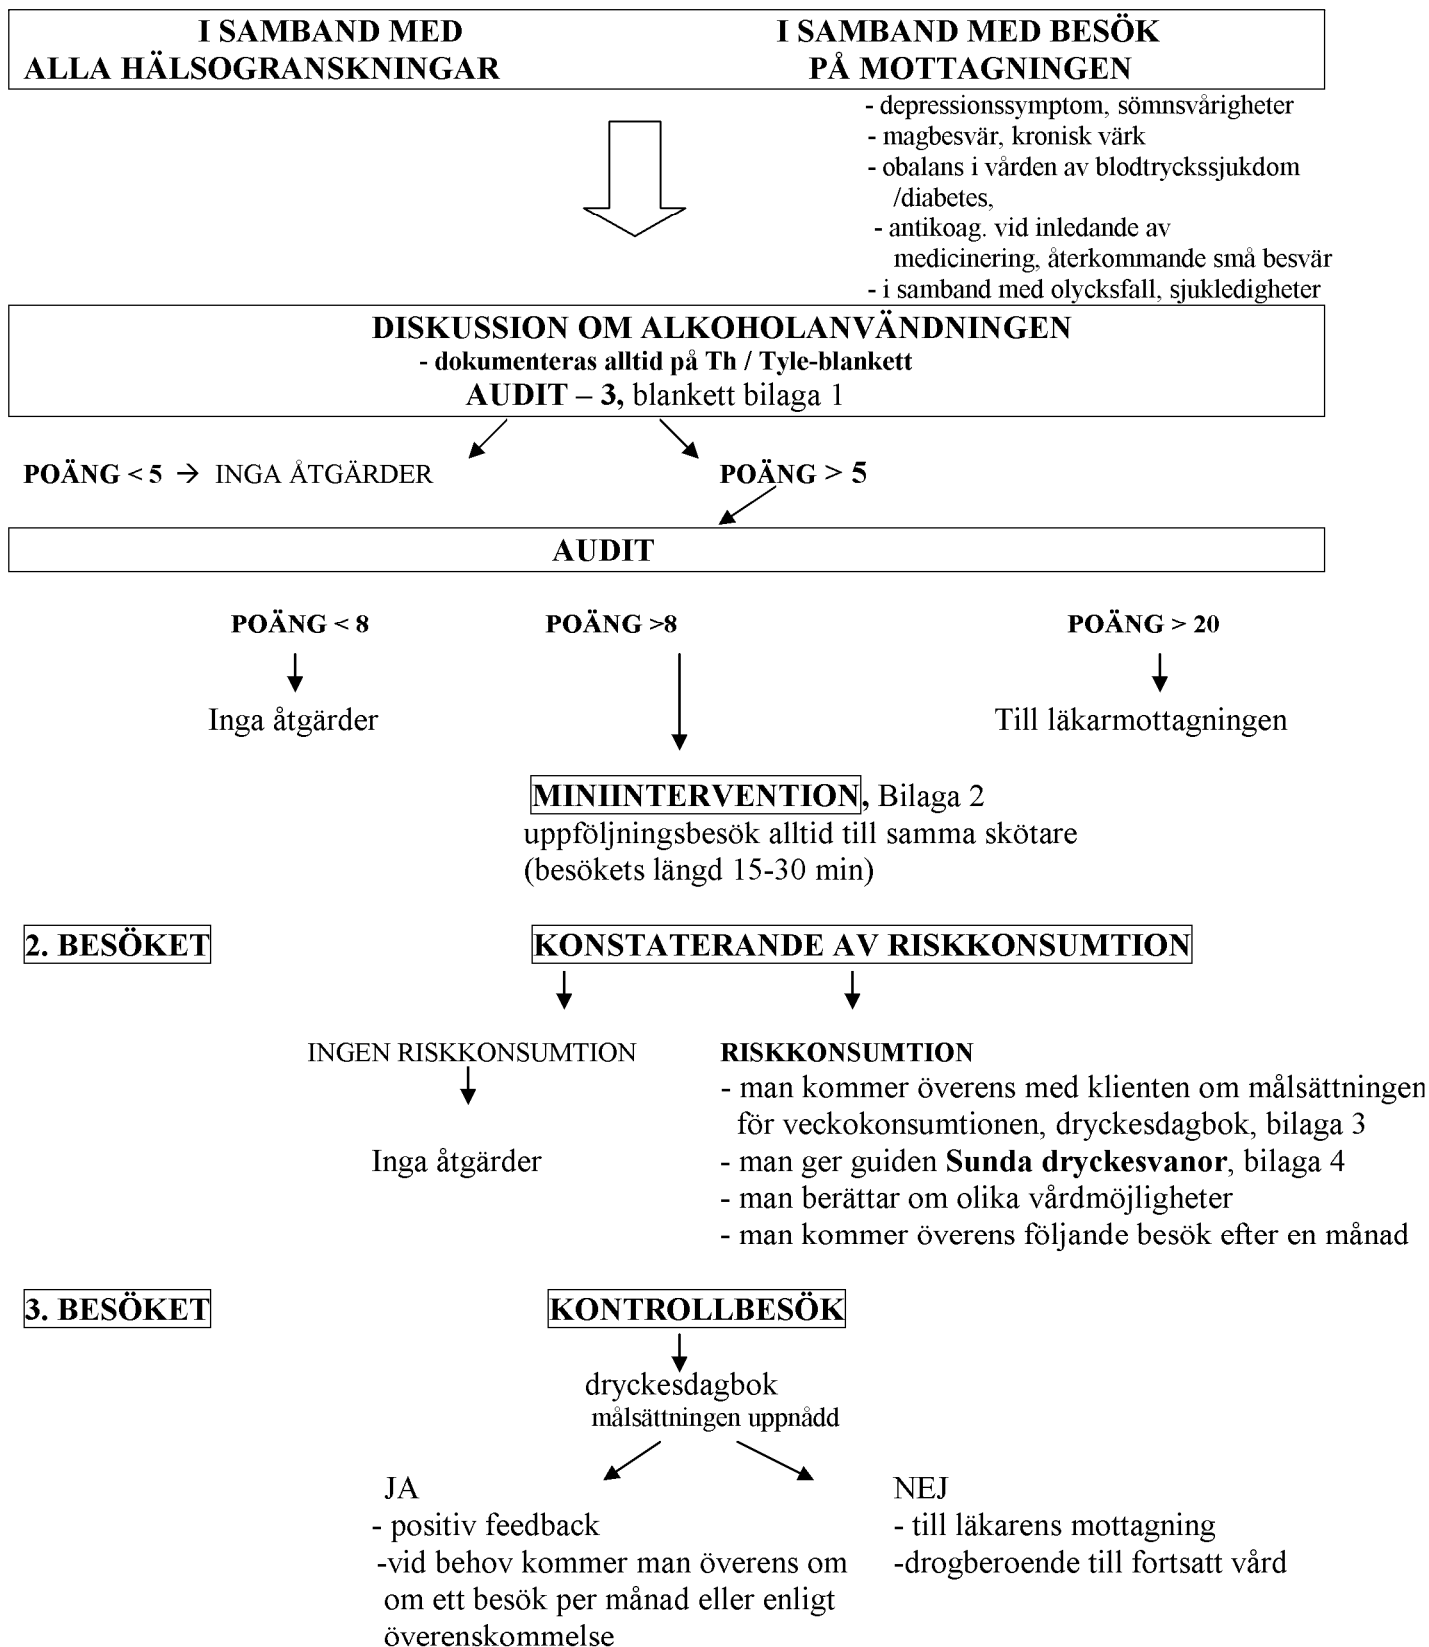 I SAMBAND MED
ALLA HÄLSOGRANSKNINGAR
I SAMBAND MED BESÖK
PÅ MOTTAGNINGEN
- depressionssymptom, sömnsvårigheter
- magbesvär, kronisk värk
- obalans i vården av blodtryckssjukdom
/diabetes,
- antikoag. vid inledande av
medicinering, återkommande små besvär
- i samband med olycksfall, sjukledigheter
DISKUSSION OM ALKOHOLANVÄNDNINGEN
- dokumenteras alltid på Th / Tyle-blankett
AUDIT – 3, blankett bilaga 1
POÄNG < 5 → INGA ÅTGÄRDER
POÄNG > 5
AUDIT
POÄNG < 8
POÄNG >8
POÄNG > 20
Inga åtgärder
Till läkarmottagningen
MINIINTERVENTION, Bilaga 2
uppföljningsbesök alltid till samma skötare
(besökets längd 15-30 min)
2. BESÖKET
KONSTATERANDE AV RISKKONSUMTION
INGEN RISKKONSUMTION
Inga åtgärder
RISKKONSUMTION
- man kommer överens med klienten om målsättningen
för veckokonsumtionen, dryckesdagbok, bilaga 3
- man ger guiden Sunda dryckesvanor, bilaga 4
- man berättar om olika vårdmöjligheter
- man kommer överens följande besök efter en månad
3. BESÖKET
KONTROLLBESÖK
dryckesdagbok
målsättningen uppnådd
JA
- positiv feedback
-vid behov kommer man överens om
om ett besök per månad eller enligt
överenskommelse
NEJ
- till läkarens mottagning
-drogberoende till fortsatt vård